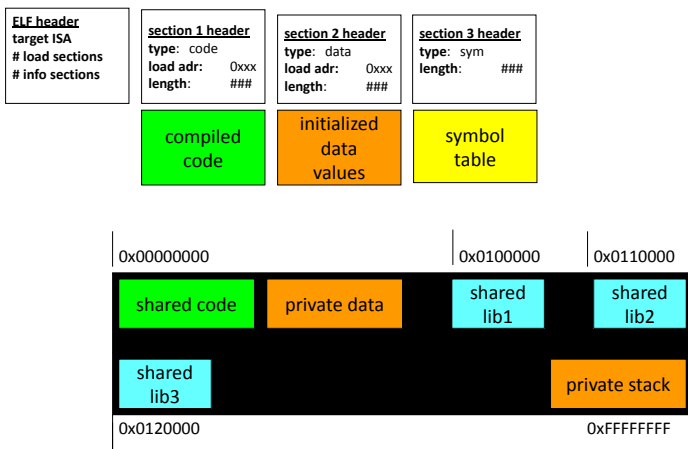 ELF header
target ISA
# load sections
# info sections
section 1 header
type: code
load adr: 0xxx
length: ###
section 2 header
type: data
load adr: 0xxx
length: ###
section 3 header
type: sym
length: ###
compiled
code
initialized
data
values
symbol
table
0x00000000
0x0100000
0x0110000
shared code
private data
shared
lib1
shared
lib2
shared
lib3
private stack
0x0120000
0xFFFFFFFF